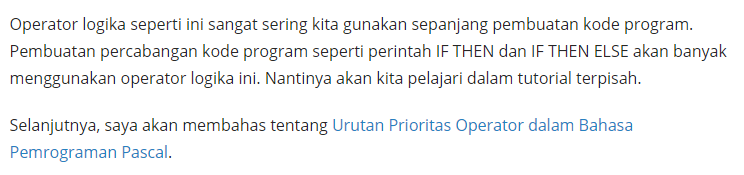 Operator logika seperti ini sangat sering kita gunakan sepanjang pembuatan kode program.
Pembuatan percabangan kode program seperti perintah IF THEN dan IF THEN ELSE akan banyak
menggunakan operator logika ini. Nantinya akan kita pelajari dalam tutorial terpisah.
Selanjutnya, saya akan membahas tentang Urutan Prioritas Operator dalam Bahasa
Pemrograman Pascal.